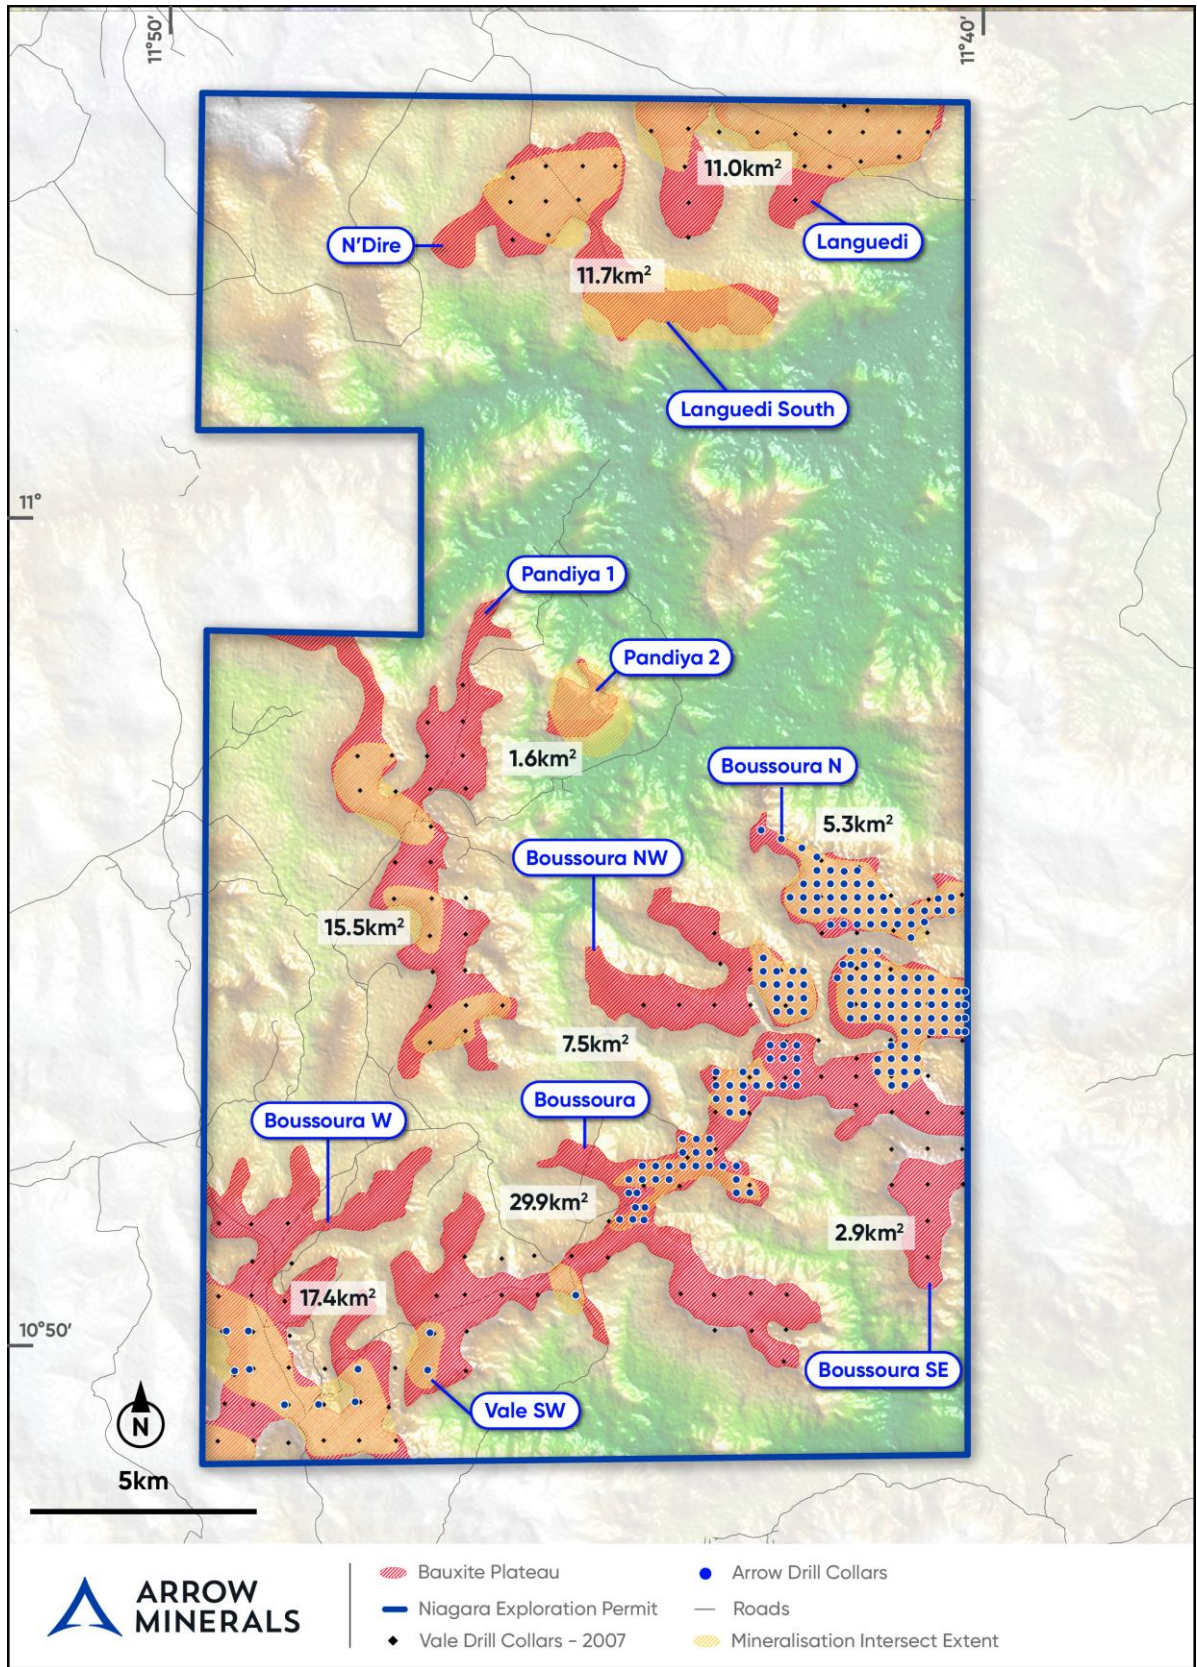 11°50'
11°40'
11.0km²
N'Dire
Languedi
11.7km²
Languedi South
11°
Pandiya 1
Pandiya 2
1.6km²
Boussoura N
5.3km²
Boussoura NW
15.5km²
7.5km²
Boussoura
Boussoura W
29.9km²
2.9km²
17.4km²
10°50'
Boussoura SE
Vale SW
N
5km
ARROW
MINERALS
Bauxite Plateau
Niagara Exploration Permit
Vale Drill Collars - 2007
Arrow Drill Collars
Roads
Mineralisation Intersect Extent